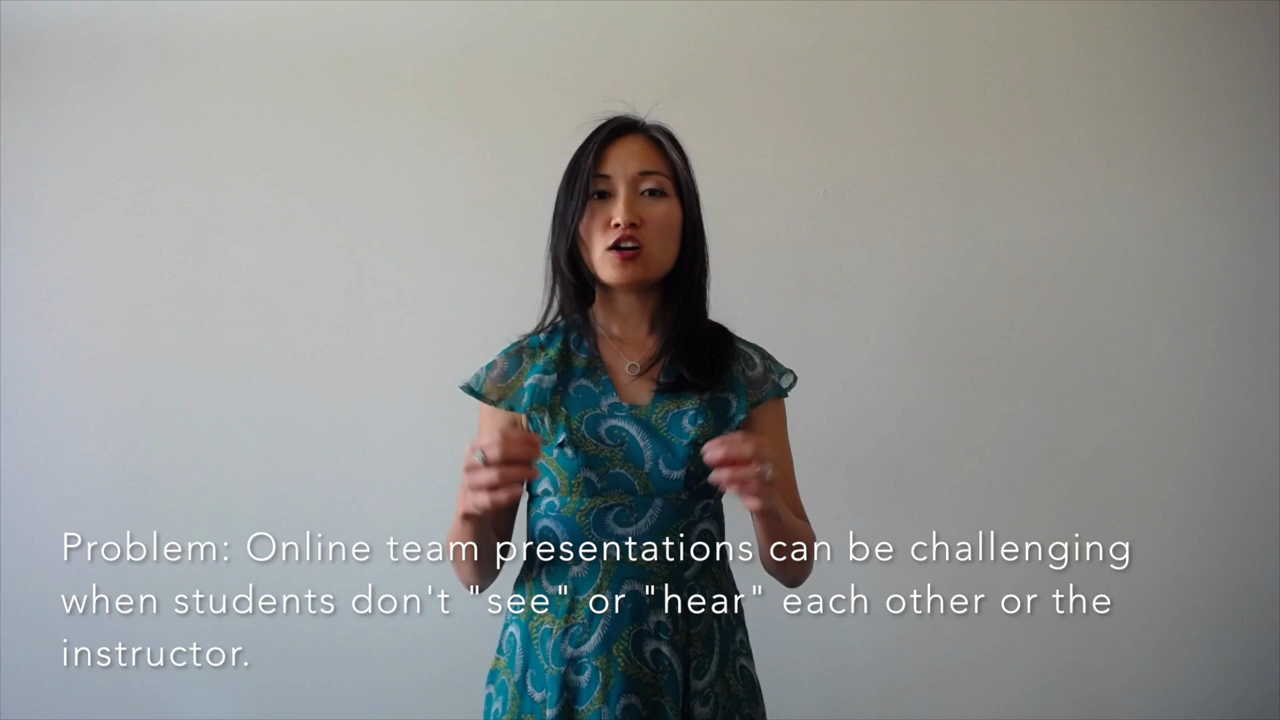 Problem: Online team presentations can be challenging
when students don't "see" or "hear" each other or the
instructor.